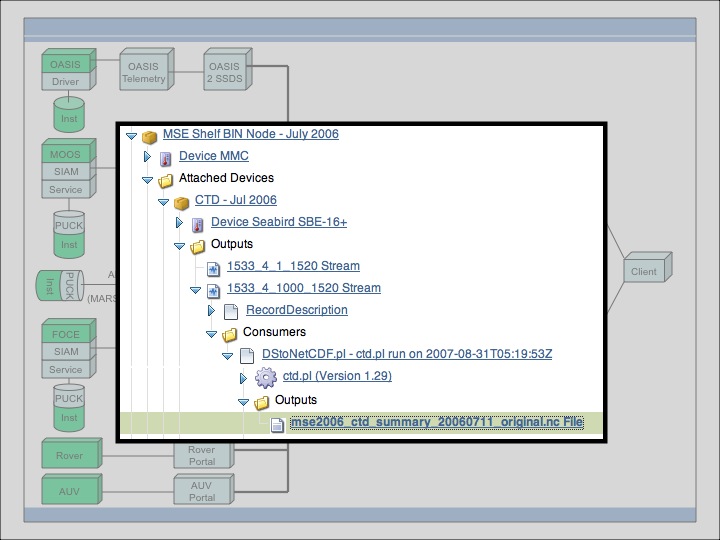 OASIS
Driver
Inst
OASIS
Telemetry
OASIS
2 SSDS
MOOS
SIAM
Service
PUCK
Inst
Inst
PUCK
A
(MARS
FOCE
SIAM
Service
PUCK
Inst
Rover
Rover
Portal
AUV
AUV
Portal
Client
MSE Shelf BIN Node - July 2006
Device MMC
Attached Devices
CTD - Jul 2006
Device Seabird SBE-16+
Outputs
1533_4_1_1520 Stream
1533_4_1000_1520 Stream
RecordDescription
Consumers
DStoNetCDF.pl - ctd.pl run on 2007-08-31T05:19:53Z
ctd.pl (Version 1.29)
Outputs
mse2006_ctd_summary_20060711_original.nc File